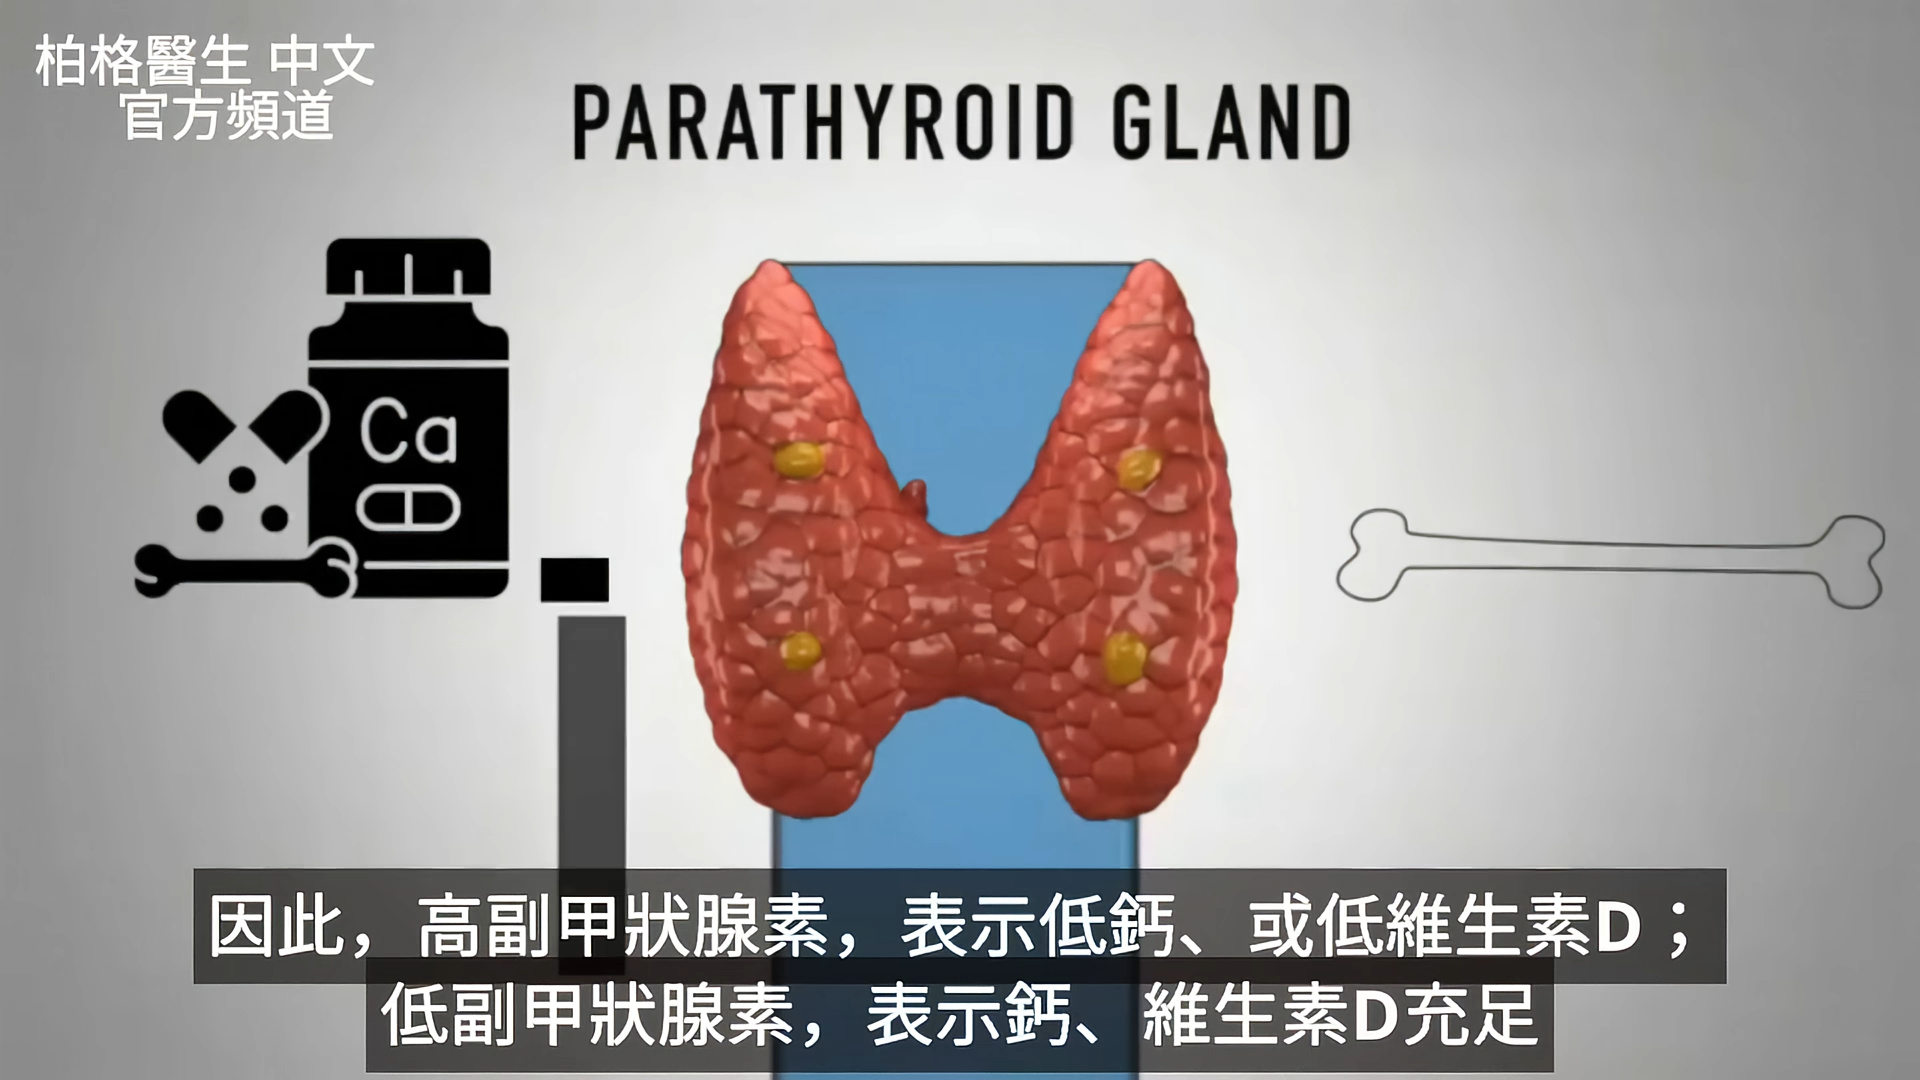 柏格醫生 中文
官方頻道
PARATHYROID GLAND
Ca
因此，高副甲狀腺素，表示低鈣、或低維生素D；
低副甲狀腺素，表示鈣、維生素D充足